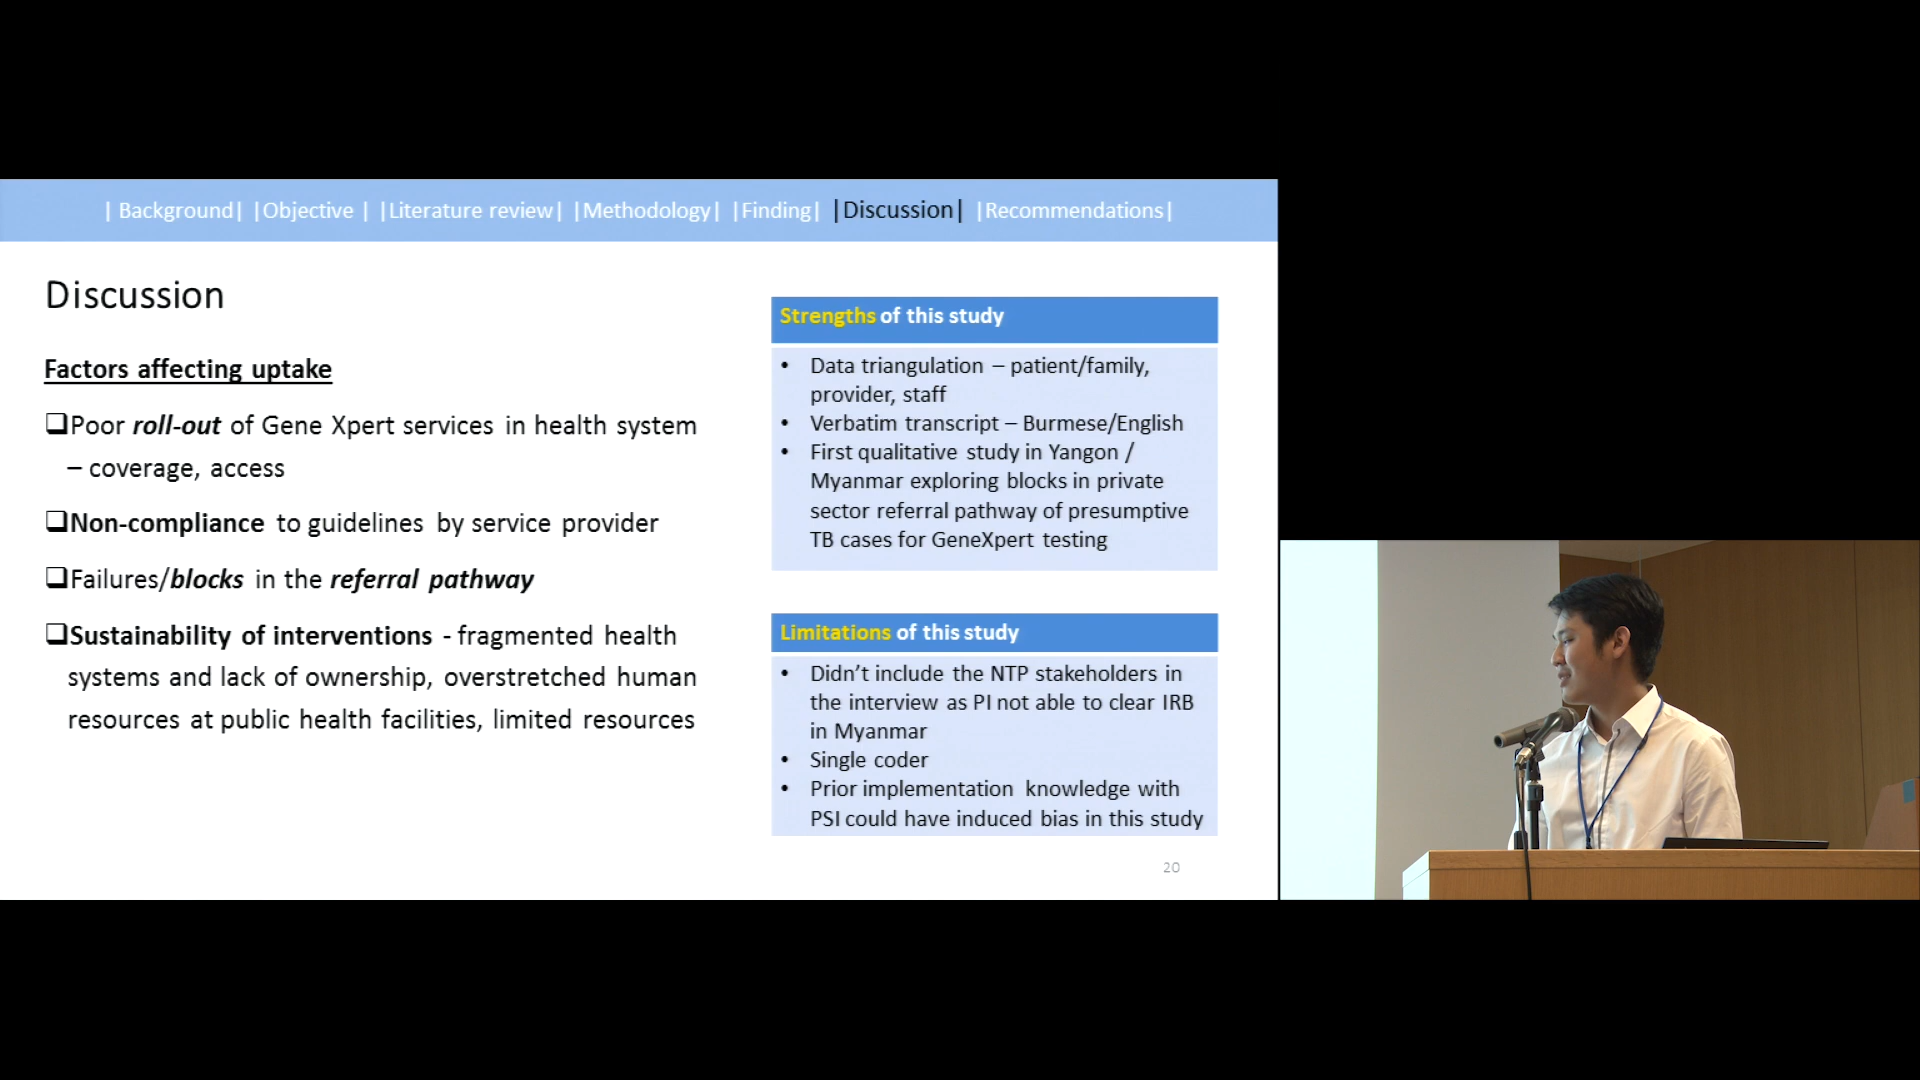 | Background| |Objective | |Literature review| |Methodology| |Finding| |Discussion| |Recommendations|
Discussion
Factors affecting uptake
❑Poor roll-out of Gene Xpert services in health system
– coverage, access
❑Non-compliance to guidelines by service provider
❑Failures/blocks in the referral pathway
❑Sustainability of interventions - fragmented health
systems and lack of ownership, overstretched human
resources at public health facilities, limited resources
Strengths of this study
• Data triangulation – patient/family,
provider, staff
• Verbatim transcript – Burmese/English
• First qualitative study in Yangon /
Myanmar exploring blocks in private
sector referral pathway of presumptive
TB cases for GeneXpert testing
Limitations of this study
• Didn't include the NTP stakeholders in
the interview as PI not able to clear IRB
in Myanmar
• Single coder
• Prior implementation knowledge with
PSI could have induced bias in this study
20